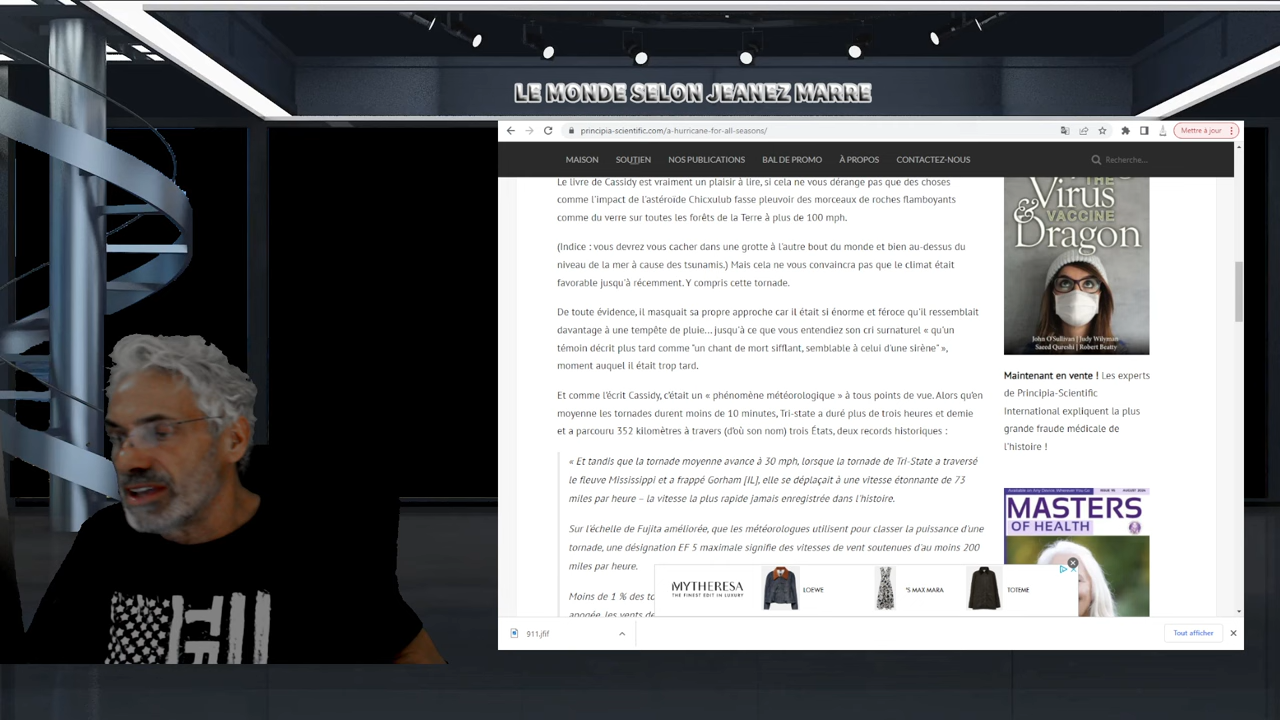 LE MONDE SELON JEANEZ MARRE
principia-scientific.com/a-hurricane-for-all-seasons/
Mettre à jour
MAISON SOUTIEN NOS PUBLICATIONS BAL DE PROMO À PROPOS CONTACTEZ-NOUS
Recherche...
Le livre de Cassidy est vraiment un plaisir à lire, si cela ne vous dérange pas que des choses
comme l'impact de l'astéroïde Chicxulub fasse pleuvoir des morceaux de roches flamboyants
comme du verre sur toutes les forêts de la Terre à plus de 100 mph.
(Indice : vous devrez vous cacher dans une grotte à l'autre bout du monde et bien au-dessus du
niveau de la mer à cause des tsunamis.) Mais cela ne vous convaincra pas que le climat était
favorable jusqu'à récemment. Y compris cette tornade.
De toute évidence, il masquait sa propre approche car il était si énorme et féroce qu'il ressemblait
davantage à une tempête de pluie... jusqu'à ce que vous entendiez son cri surnaturel « qu'un
témoin décrit plus tard comme "un chant de mort sifflant, semblable à celui d'une sirène" »,
moment auquel il était trop tard.
Et comme l'écrit Cassidy, c'était un « phénomène météorologique » à tous points de vue. Alors qu'en
moyenne les tornades durent moins de 10 minutes, Tri-state a duré plus de trois heures et demie
et a parcouru 352 kilomètres à travers (d'où son nom) trois États, deux records historiques :
« Et tandis que la tornade moyenne avance à 30 mph, lorsque la tornade de Tri-State a traversé
le fleuve Mississippi et a frappé Gorham [IL], elle se déplaçait à une vitesse étonnante de 73
miles par heure – la vitesse la plus rapide jamais enregistrée dans l'histoire.
Sur l'échelle de Fujita améliorée, que les météorologues utilisent pour classer la puissance d'une
tornade, une désignation EF 5 maximale signifie des vitesses de vent soutenues d'au moins 200
miles par heure.
Moins de 1 % des
THE
Virus
& VACCINE
Dragon
John O'Sullivan | Judy Wilyman
Saeed Qureshi | Robert Beatty
Maintenant en vente ! Les experts
de Principia-Scientific
International expliquent la plus
grande fraude médicale de
l'histoire !
MASTERS
OF HEALTH
MYTHERESA
THE FINEST EDIT IN LUXURY
LOEWE
'S MAX MARA
TOTEME
911.jfif
Tout afficher